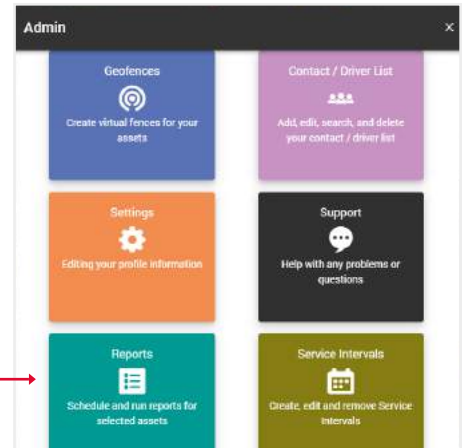 Admin
×
Geofences
Create virtual fences for your
assets
Contact / Driver List
Add, edit, search, and delete
your contact / driver list
Settings
Editing your profile information
Support
Help with any problems or
questions
Reports
Schedule and run reports for
selected assets
Service Intervals
Create, edit and remove Service
Intervals